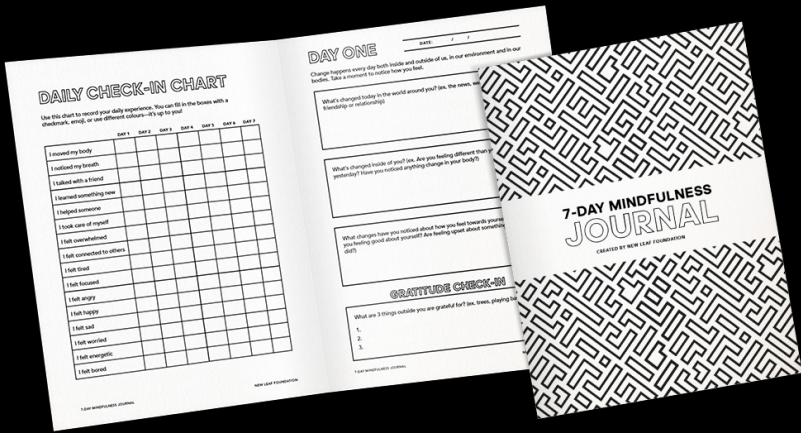 DAILY CHECK-IN CHART
Use this chart to record your daily experience. You can fill in the boxes with a
checkmark, emoji, or use different colours—it's up to you!
DAY 1 DAY 2 DAY 3 DAY 4 DAY 5 DAY 6 DAY 7
I moved my body
I noticed my breath
I talked with a friend
I learned something new
I helped someone
I took care of myself
I felt overwhelmed
I felt connected to others
I felt tired
I felt focused
I felt angry
I felt happy
I felt sad
I felt worried
I felt energetic
I felt bored
7-DAY MINDFULNESS JOURNAL
NEW LEAF FOUNDATION
DAY ONE
DATE: / /
Change happens every day both inside and outside of us, in our environment and in our
bodies. Take a moment to notice how you feel.
What's changed today in the world around you? (ex. the news,
friendship or relationship)
What's changed inside of you? (ex. Are you feeling different than
yesterday? Have you noticed anything change in your body?)
What changes have you noticed about how you feel towards
you feeling good about yourself? Are feeling upset about
did?)
GRATITUDE CHECK-IN
What are 3 things outside you are grateful for? (ex. trees, playing
1.
2.
3.
7-DAY MINDFULNESS JOURNAL
7-DAY MINDFULNESS
JOURNAL
CREATED BY NEW LEAF FOUNDATION